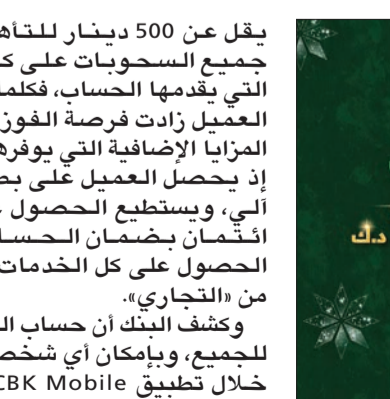 يقل عن 500 دينار للتأه
جميع السحوبات على ك
التي يقدمها الحساب، فكلما
العميل زادت فرصة الفوز
المزايا الإضافية التي يوفره
إذ يحصل العميل على بط
آلي، ويستطيع الحصول
ائتمان بضمان الحسا
الحصول على كل الخدمات
من «التجاري».
وكشف البنك أن حساب ال
للجميع، وبإمكان أي شخص
خلال تطبيق CBK Mobile
د.ك